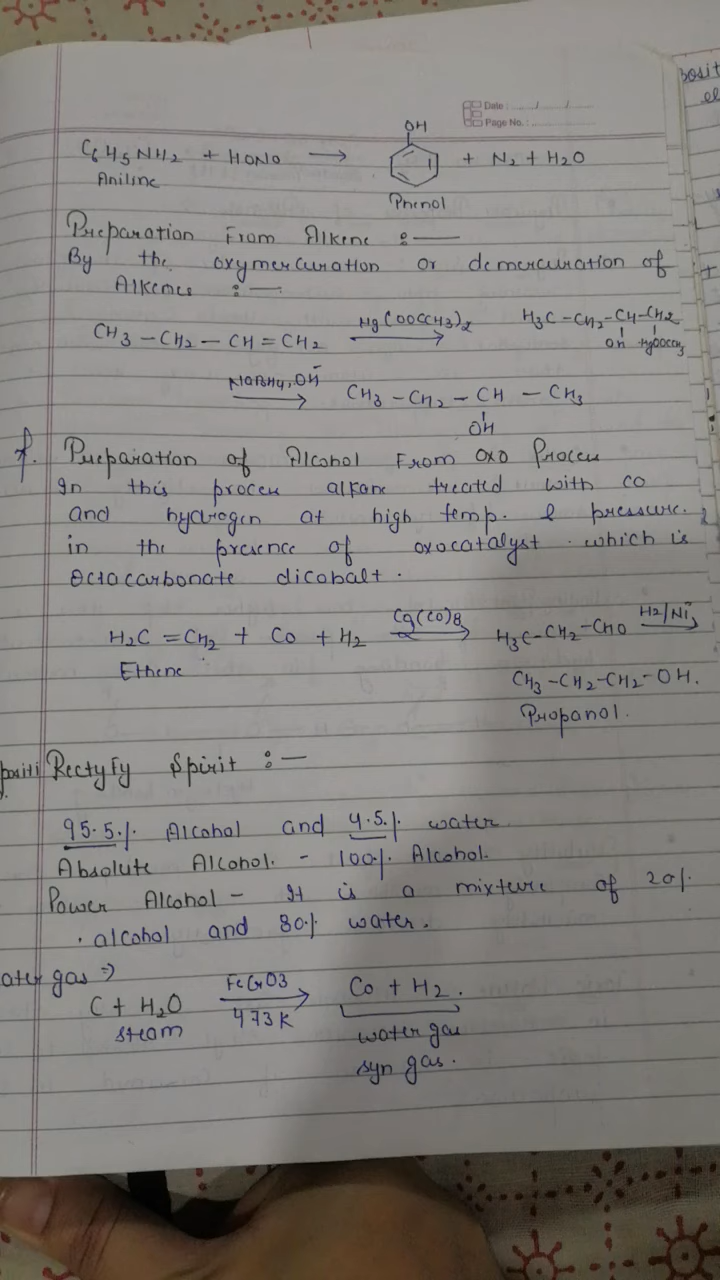 Date : / /
Page No. :
posit
el
OH
C6H5NH2 + HONO → + N2 + H2O
Aniline
Phenol
Preparation From Alkene :—
By the oxymercuration or demercuration of
Alkenes :—
CH3 – CH2 – CH = CH2 Hg(OOCCH3)2 → H3C – CH2 – CH – CH2
OH HgOOCCH3
NaBH4, OH⁻ → CH3 – CH2 – CH – CH3
OH
f. Preparation of Alcohol From oxo Process
In this process alkane treated with CO
and hydrogen at high temp. & pressure.
in the presence of oxocatalyst. which is
Octocarbonate dicobalt.
H2C = CH2 + Co + H2 Co2(CO)8 → H3C – CH2 – CHO H2/Ni →
Ethene
CH3 – CH2 – CH2 – OH.
Propanol.
positi
Rectyfy Spirit :—
95.5% Alcohol and 4.5% water
Absolute Alcohol. - 100% Alcohol.
Power Alcohol – It is a mixture of 20%
. alcohol and 80% water.
ater gas ⇒
C + H2O FeCrO3 → Co + H2.
steam 473K
water gas
syn gas.